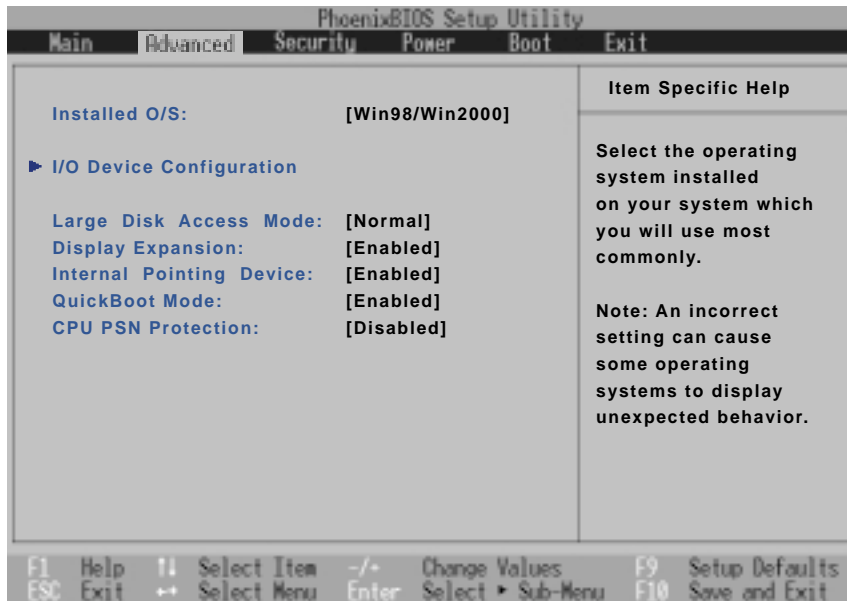 PhoenixBIOS Setup Utility
Main Advanced Security Power Boot Exit
Installed O/S: [Win98/Win2000]
I/O Device Configuration
Large Disk Access Mode: [Normal]
Display Expansion: [Enabled]
Internal Pointing Device: [Enabled]
QuickBoot Mode: [Enabled]
CPU PSN Protection: [Disabled]
Item Specific Help
Select the operating
system installed
on your system which
you will use most
commonly.
Note: An incorrect
setting can cause
some operating
systems to display
unexpected behavior.
F1 Help ↑↓ Select Item -/+ Change Values F9 Setup Defaults
ESC Exit ↔ Select Menu Enter Select ▸ Sub-Menu F10 Save and Exit